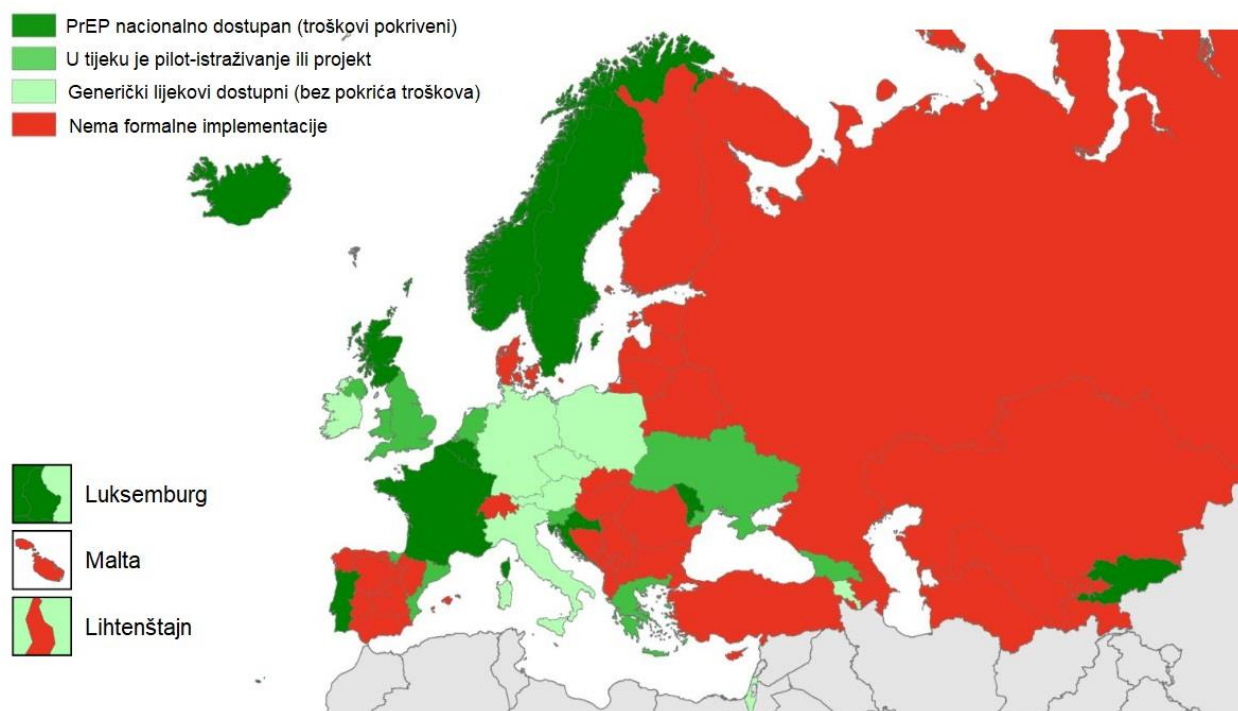 PrEP nacionalno dostupan (troškovi pokriveni)
U tijeku je pilot-istraživanje ili projekt
Generički lijekovi dostupni (bez pokrića troškova)
Nema formalne implementacije
Luksemburg
Malta
Lihtenštajn